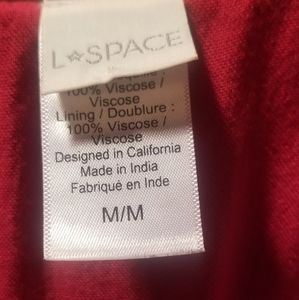 L★SPACE
100% Viscose /
Viscose
Lining / Doublure :
100% Viscose /
Viscose
Designed in California
Made in India
Fabriqué en Inde
M/M